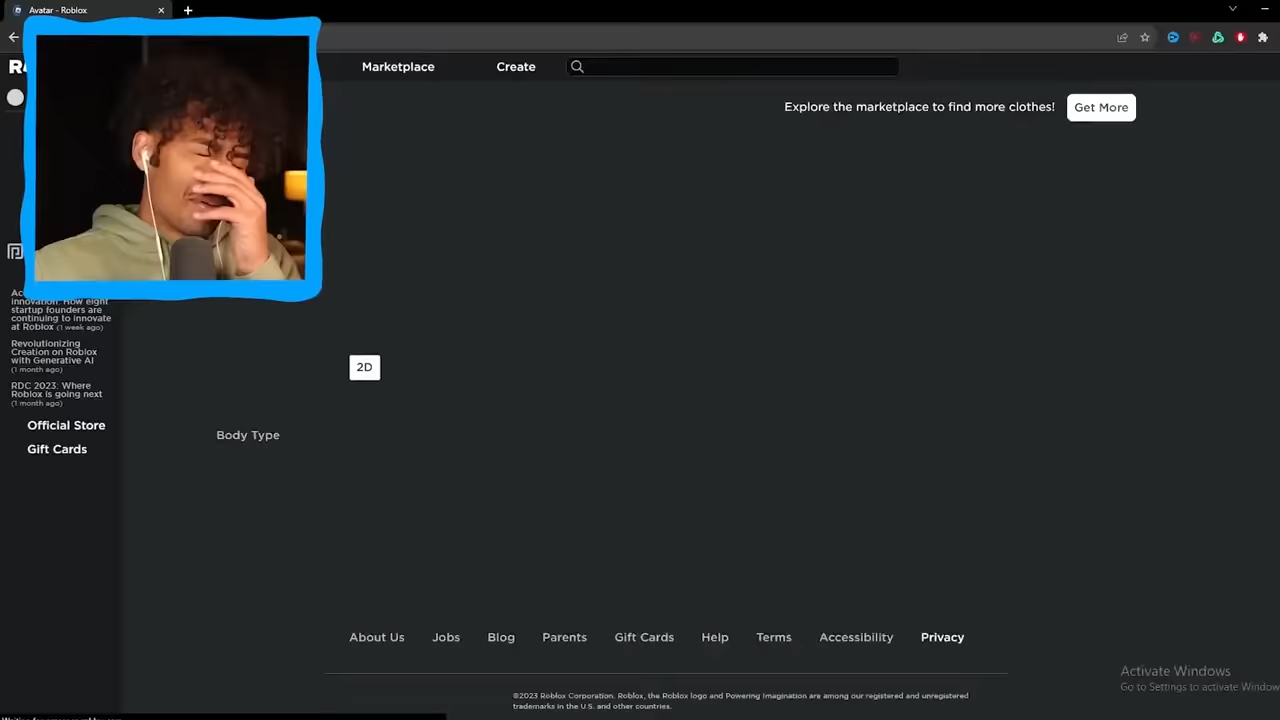 Avatar - Roblox
Marketplace
Create
Explore the marketplace to find more clothes!
Get More
innovation: How eight
startup founders are
continuing to innovate
at Roblox (1 week ago)
Revolutionizing
Creation on Roblox
with Generative AI
(1 month ago)
RDC 2023: Where
Roblox is going next
(1 month ago)
Official Store
Gift Cards
2D
Body Type
About Us
Jobs
Blog
Parents
Gift Cards
Help
Terms
Accessibility
Privacy
©2023 Roblox Corporation. Roblox, the Roblox logo and Powering Imagination are among our registered and unregistered
trademarks in the U.S. and other countries.
Activate Windows
Go to Settings to activate Window